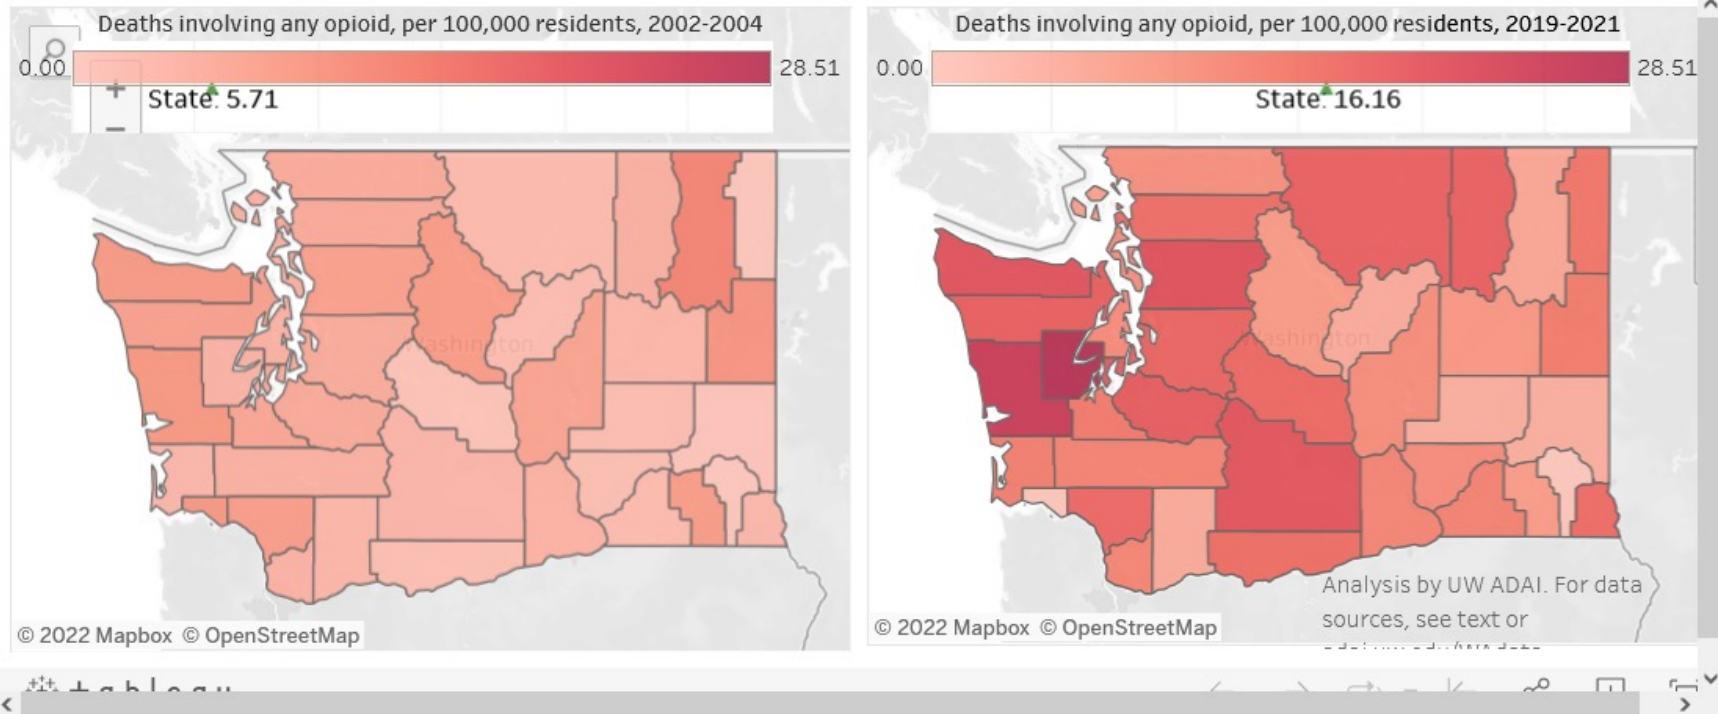 Deaths involving any opioid, per 100,000 residents, 2002-2004
0.00
28.51
+
State: 5.71
−
Washington
© 2022 Mapbox © OpenStreetMap
Deaths involving any opioid, per 100,000 residents, 2019-2021
0.00
28.51
State: 16.16
Washington
Analysis by UW ADAI. For data
sources, see text or
© 2022 Mapbox © OpenStreetMap